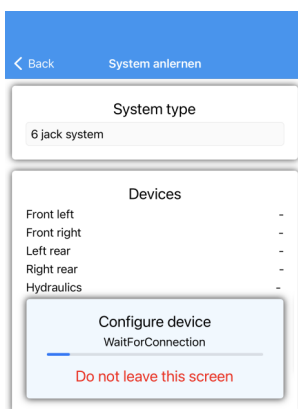 Back
System anlernen
System type
6 jack system
Devices
Front left -
Front right -
Left rear -
Right rear -
Hydraulics -
Configure device
WaitForConnection
Do not leave this screen